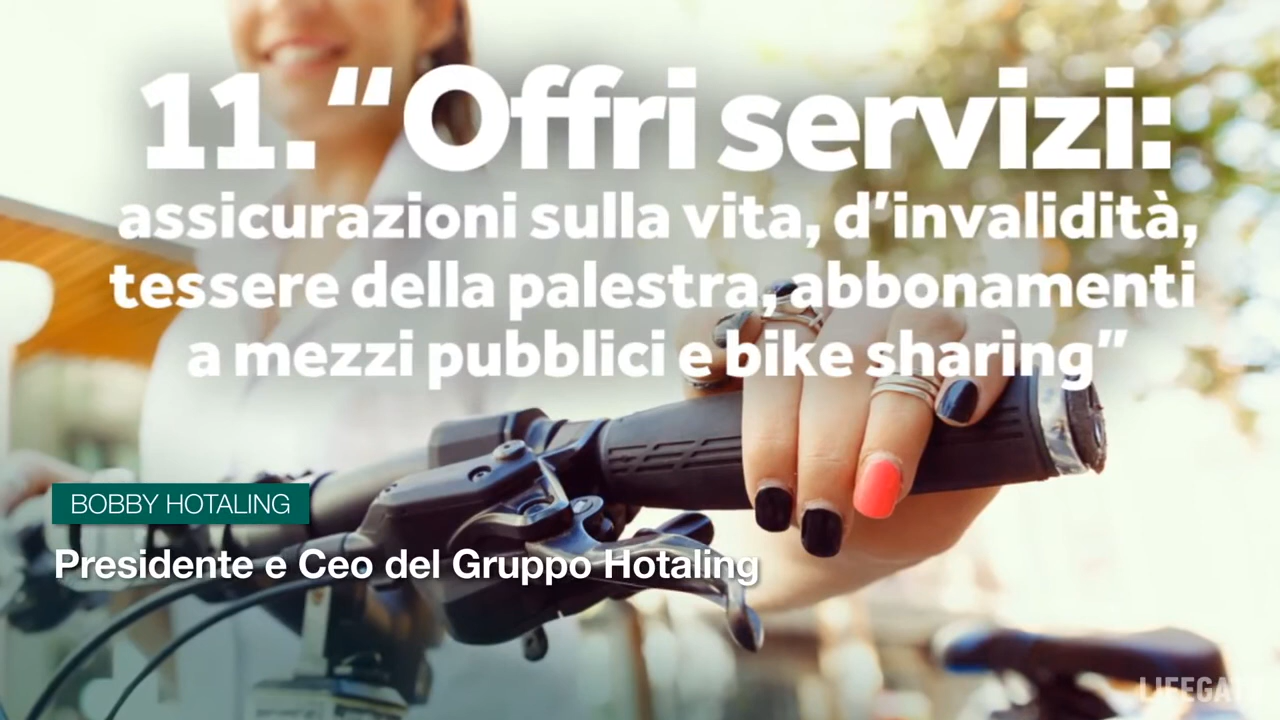 11. “Offri servizi:
assicurazioni sulla vita, d’invalidità,
tessere della palestra, abbonamenti
a mezzi pubblici e bike sharing”
BOBBY HOTALING
Presidente e Ceo del Gruppo Hotaling
LIFEGATE